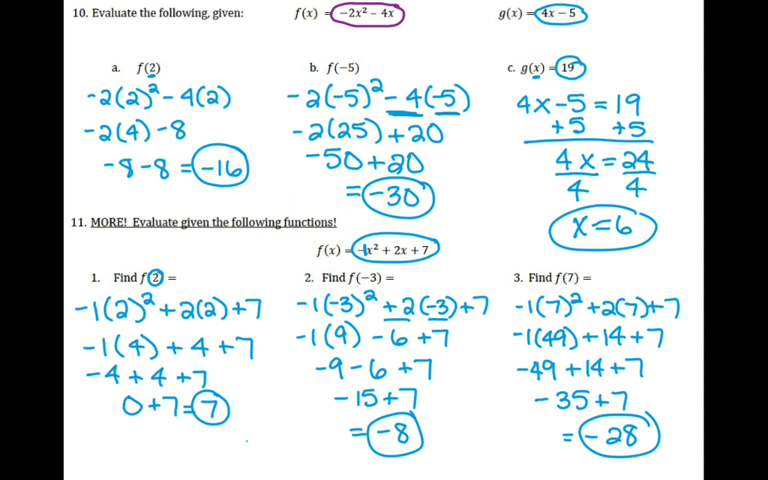 10. Evaluate the following, given: f(x) = −2x² − 4x g(x) = 4x − 5
a. f(2) b. f(−5) c. g(x) = 19
-2(2)² -4(2) -2(-5)² -4(-5) 4x-5=19
-2(4) -8 -2(25) +20 +5 +5
-8-8 = -16 -50+20 4x = 24
= -30 4 4
x=6
11. MORE! Evaluate given the following functions!
f(x) = -1x² + 2x + 7
1. Find f(2) = 2. Find f(−3) = 3. Find f(7) =
-1(2)² +2(2)+7 -1(-3)² +2(-3)+7 -1(7)² +2(7)+7
-1(4) + 4 +7 -1(9) -6 +7 -1(49) +14 +7
-4 +4 +7 -9 -6 +7 -49 +14 +7
0+7=7 -15+7 -35+7
= -8 = -28